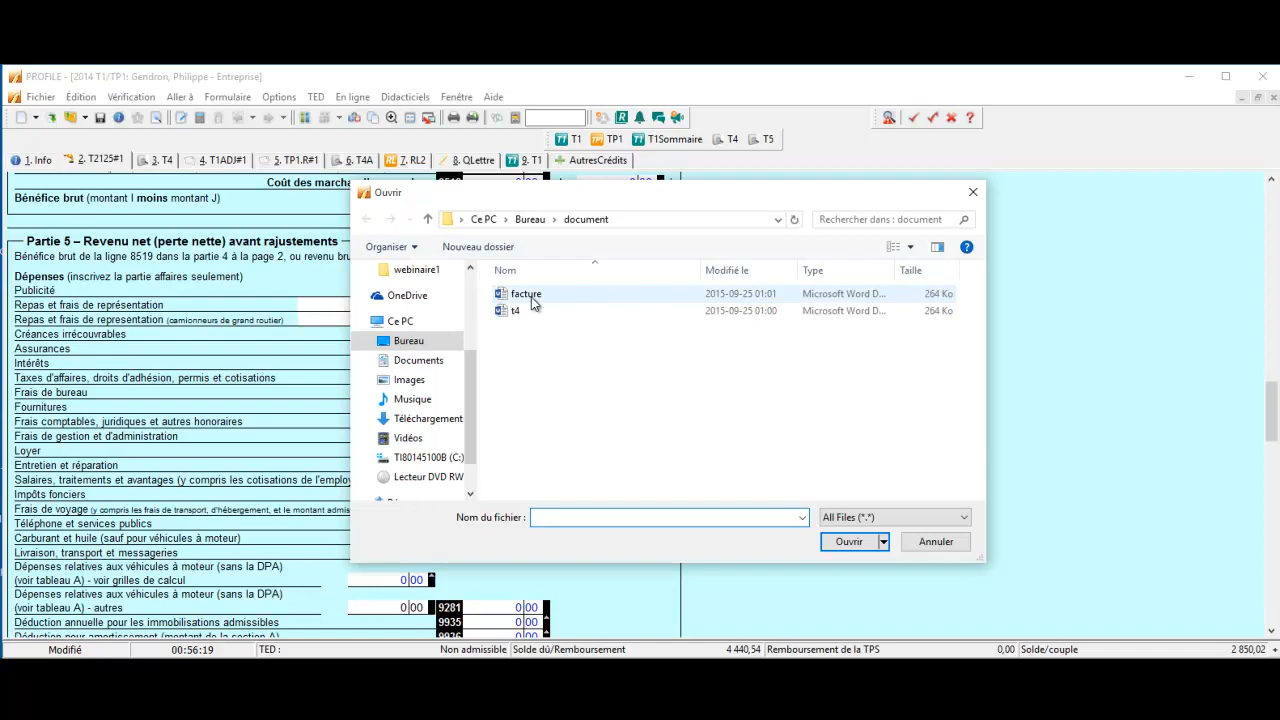 PROFILE - [2014 T1/TP1: Gendron, Philippe - Entreprise]
Fichier Édition Vérification Aller à Formulaire Options TED En ligne Didacticiels Fenêtre Aide
T1 TP1 T1Sommaire T4 T5
1. Info 2. T2125#1 3. T4 4. T1ADJ#1 5. TP1.R#1 6. T4A 7. RL2 8. QLettre 9. T1 AutresCrédits
Bénéfice brut (montant I moins montant J)
Partie 5 – Revenu net (perte nette) avant rajustements
Bénéfice brut de la ligne 8519 dans la partie 4 à la page 2, ou revenu
Dépenses (inscrivez la partie affaires seulement)
Publicité
Repas et frais de représentation
Repas et frais de représentation (camionneurs de grand routier)
Créances irrécouvrables
Assurances
Intérêts
Taxes d'affaires, droits d'adhésion, permis et cotisations
Frais de bureau
Fournitures
Frais comptables, juridiques et autres honoraires
Frais de gestion et d'administration
Loyer
Entretien et réparation
Salaires, traitements et avantages (y compris les cotisations de
Impôts fonciers
Frais de voyage (y compris les frais de transport, d'hébergement, et le montant
Téléphone et services publics
Carburant et huile (sauf pour véhicules à moteur)
Livraison, transport et messageries
Dépenses relatives aux véhicules à moteur (sans la DPA)
(voir tableau A) - voir grilles de calcul 0 00
Dépenses relatives aux véhicules à moteur (sans la DPA)
(voir tableau A) - autres 0 00 9281 0 00
Déduction annuelle pour les immobilisations admissibles 9935 0 00
Ouvrir
Ce PC > Bureau > document
Rechercher dans : document
Organiser Nouveau dossier
Nom Modifié le Type Taille
webinaire1
OneDrive
Ce PC
Bureau
Documents
Images
Musique
Téléchargement
Vidéos
TI80145100B (C:)
Lecteur DVD RW
facture 2015-09-25 01:01 Microsoft Word D... 264 Ko
t4 2015-09-25 01:00 Microsoft Word D... 264 Ko
Nom du fichier : All Files (*.*)
Ouvrir Annuler
Modifié 00:56:19 TED : Non admissible Solde dû/Remboursement 4 440,54 Remboursement de la TPS 0,00 Solde/couple 2 850,02